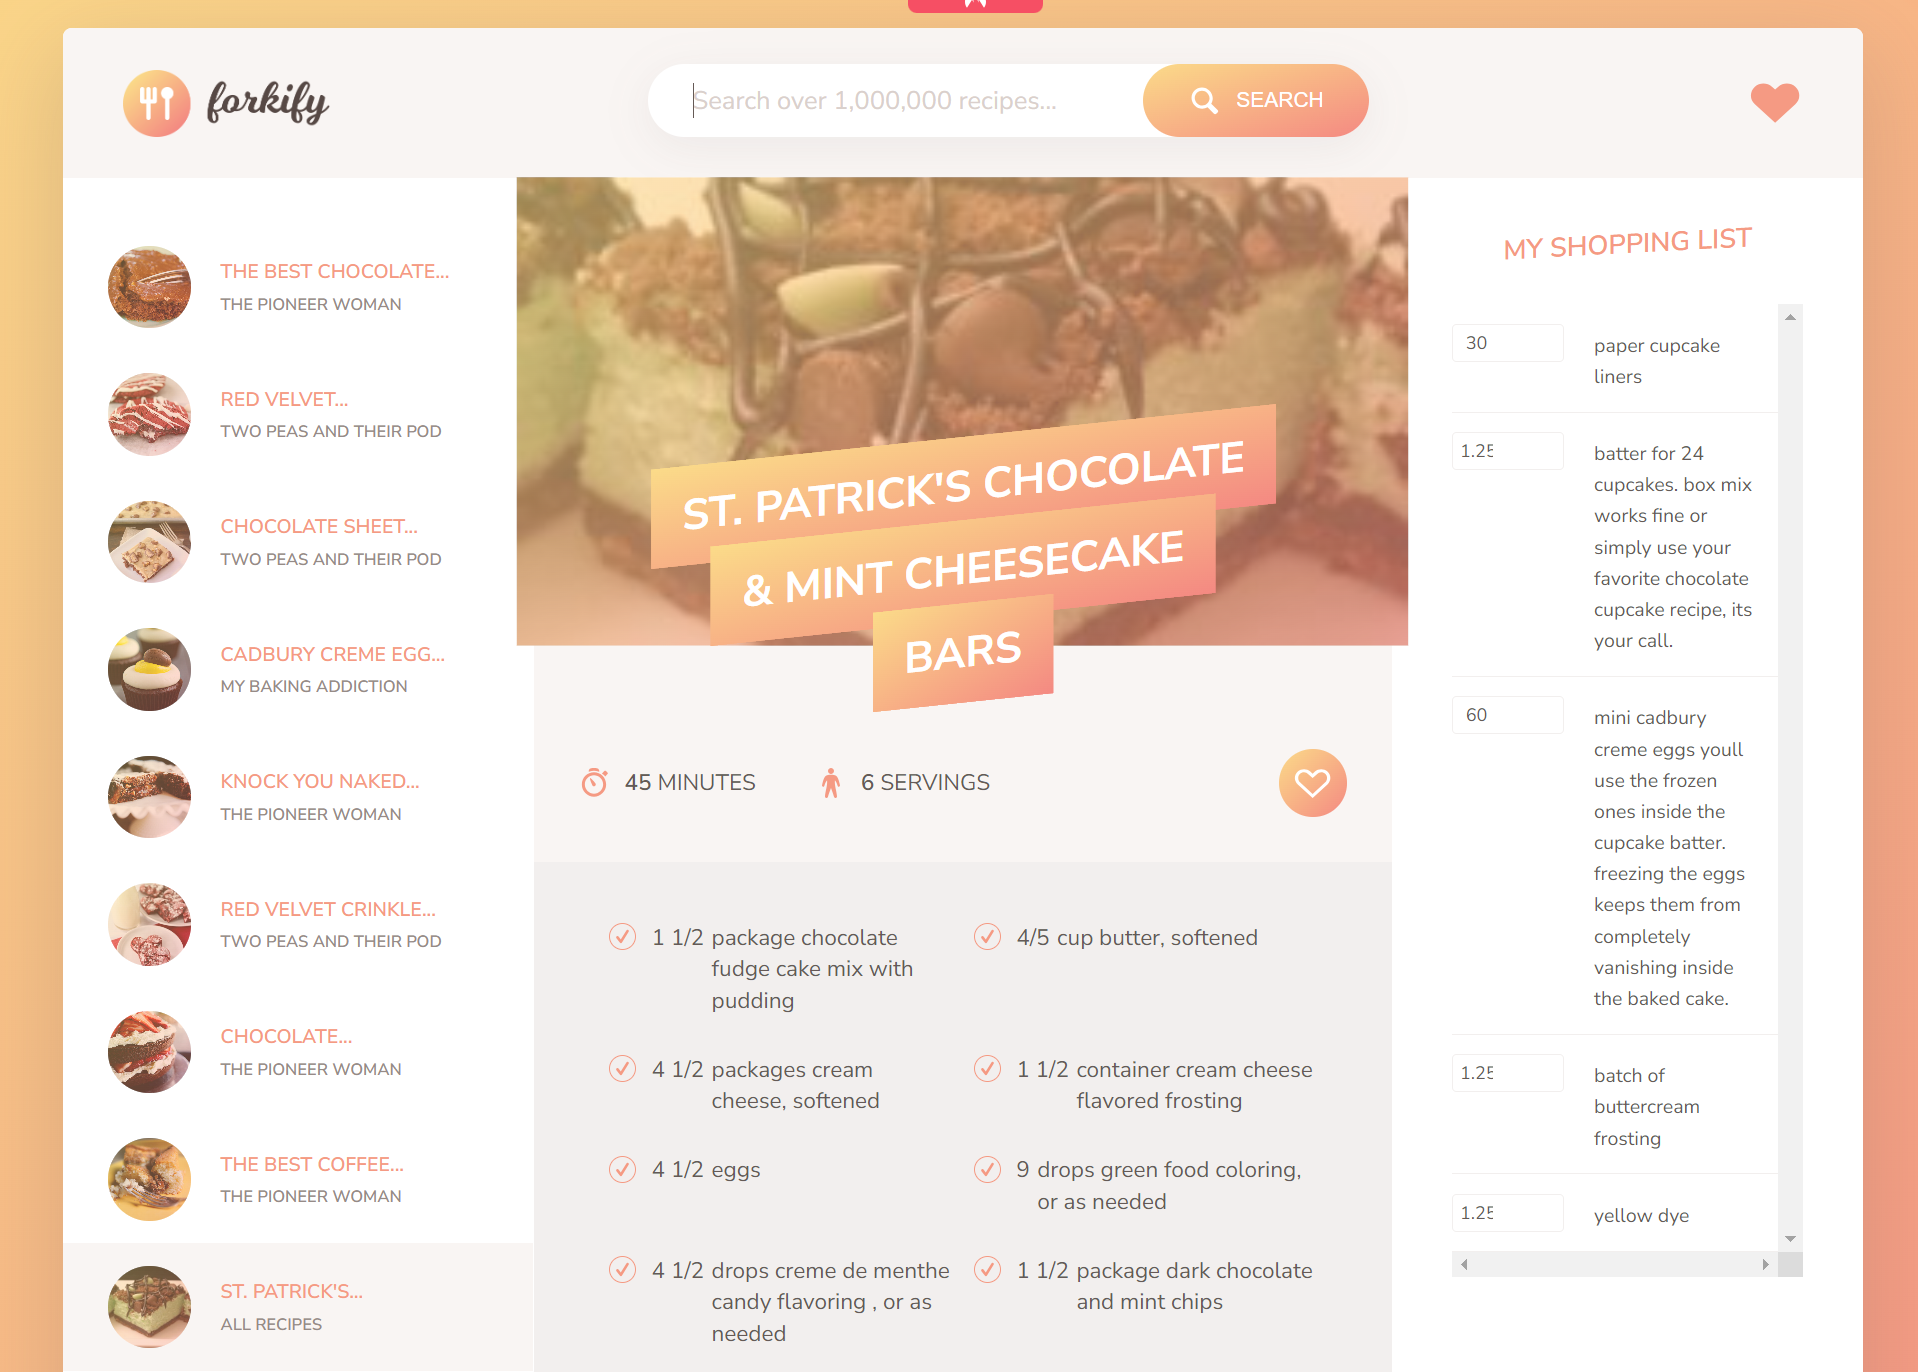 forkify
Search over 1,000,000 recipes...
SEARCH
THE BEST CHOCOLATE...
THE PIONEER WOMAN
RED VELVET...
TWO PEAS AND THEIR POD
CHOCOLATE SHEET...
TWO PEAS AND THEIR POD
CADBURY CREME EGG...
MY BAKING ADDICTION
KNOCK YOU NAKED...
THE PIONEER WOMAN
RED VELVET CRINKLE...
TWO PEAS AND THEIR POD
CHOCOLATE...
THE PIONEER WOMAN
THE BEST COFFEE...
THE PIONEER WOMAN
ST. PATRICK'S...
ALL RECIPES
ST. PATRICK'S CHOCOLATE
& MINT CHEESECAKE
BARS
45 MINUTES
6 SERVINGS
1 1/2 package chocolate
fudge cake mix with
pudding
4/5 cup butter, softened
4 1/2 packages cream
cheese, softened
1 1/2 container cream cheese
flavored frosting
4 1/2 eggs
9 drops green food coloring,
or as needed
4 1/2 drops creme de menthe
candy flavoring , or as
needed
1 1/2 package dark chocolate
and mint chips
MY SHOPPING LIST
30 paper cupcake
liners
1.25 batter for 24
cupcakes. box mix
works fine or
simply use your
favorite chocolate
cupcake recipe, its
your call.
60 mini cadbury
creme eggs youll
use the frozen
ones inside the
cupcake batter.
freezing the eggs
keeps them from
completely
vanishing inside
the baked cake.
1.25 batch of
buttercream
frosting
1.25 yellow dye